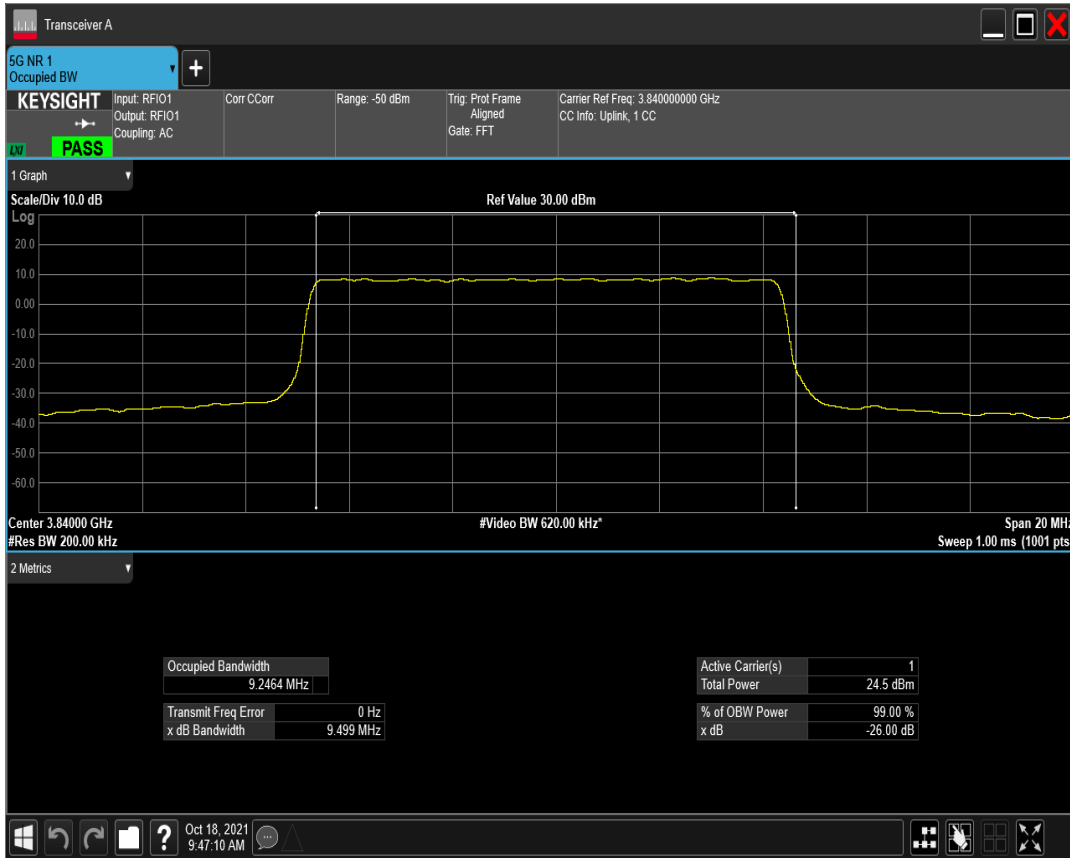 Transceiver A
5G NR 1
Occupied BW
KEYSIGHT
Input: RFIO1
Output: RFIO1
Coupling: AC
Corr CCorr
Range: -50 dBm
Trig: Prot Frame
Aligned
Gate: FFT
Carrier Ref Freq: 3.840000000 GHz
CC Info: Uplink, 1 CC
LXI
PASS
1 Graph
Scale/Div 10.0 dB
Ref Value 30.00 dBm
Log
20.0
10.0
0.00
-10.0
-20.0
-30.0
-40.0
-50.0
-60.0
Center 3.84000 GHz
#Video BW 620.00 kHz*
Span 20 MHz
#Res BW 200.00 kHz
Sweep 1.00 ms (1001 pts
2 Metrics
Occupied Bandwidth
9.2464 MHz
Transmit Freq Error 0 Hz
x dB Bandwidth 9.499 MHz
Active Carrier(s) 1
Total Power 24.5 dBm
% of OBW Power 99.00 %
x dB -26.00 dB
?
Oct 18, 2021
9:47:10 AM